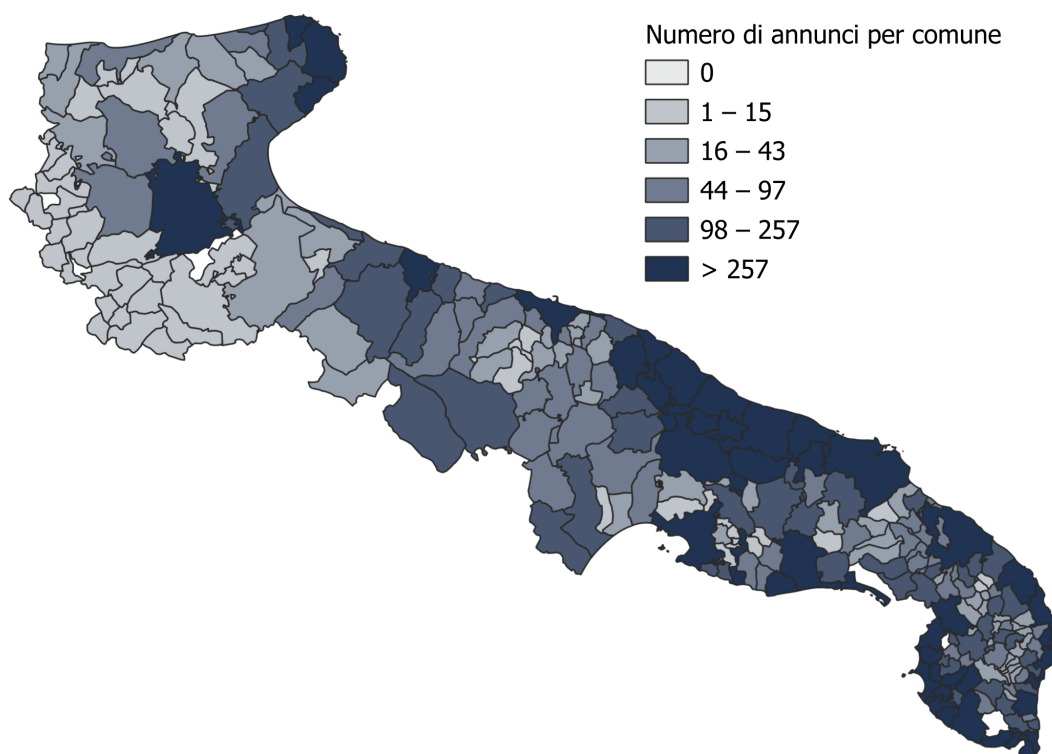 Numero di annunci per comune
0
1 – 15
16 – 43
44 – 97
98 – 257
> 257